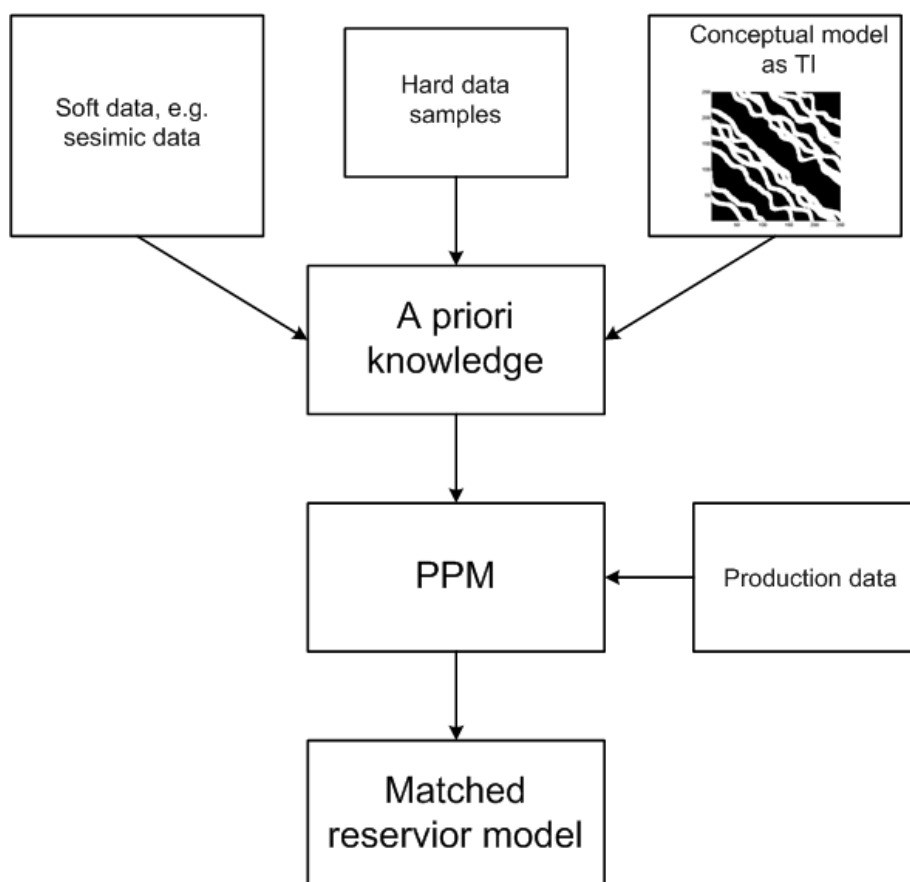 Soft data, e.g.
sesimic data
Hard data
samples
Conceptual model
as TI
A priori
knowledge
PPM
Production data
Matched
reservior model